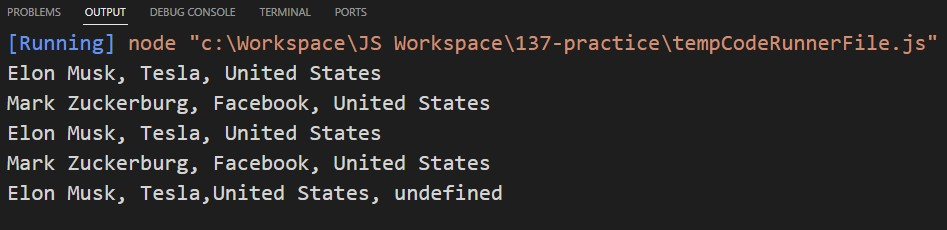 PROBLEMS OUTPUT DEBUG CONSOLE TERMINAL PORTS
[Running] node "c:\Workspace\JS Workspace\137-practice\tempCodeRunnerFile.js"
Elon Musk, Tesla, United States
Mark Zuckerburg, Facebook, United States
Elon Musk, Tesla, United States
Mark Zuckerburg, Facebook, United States
Elon Musk, Tesla,United States, undefined